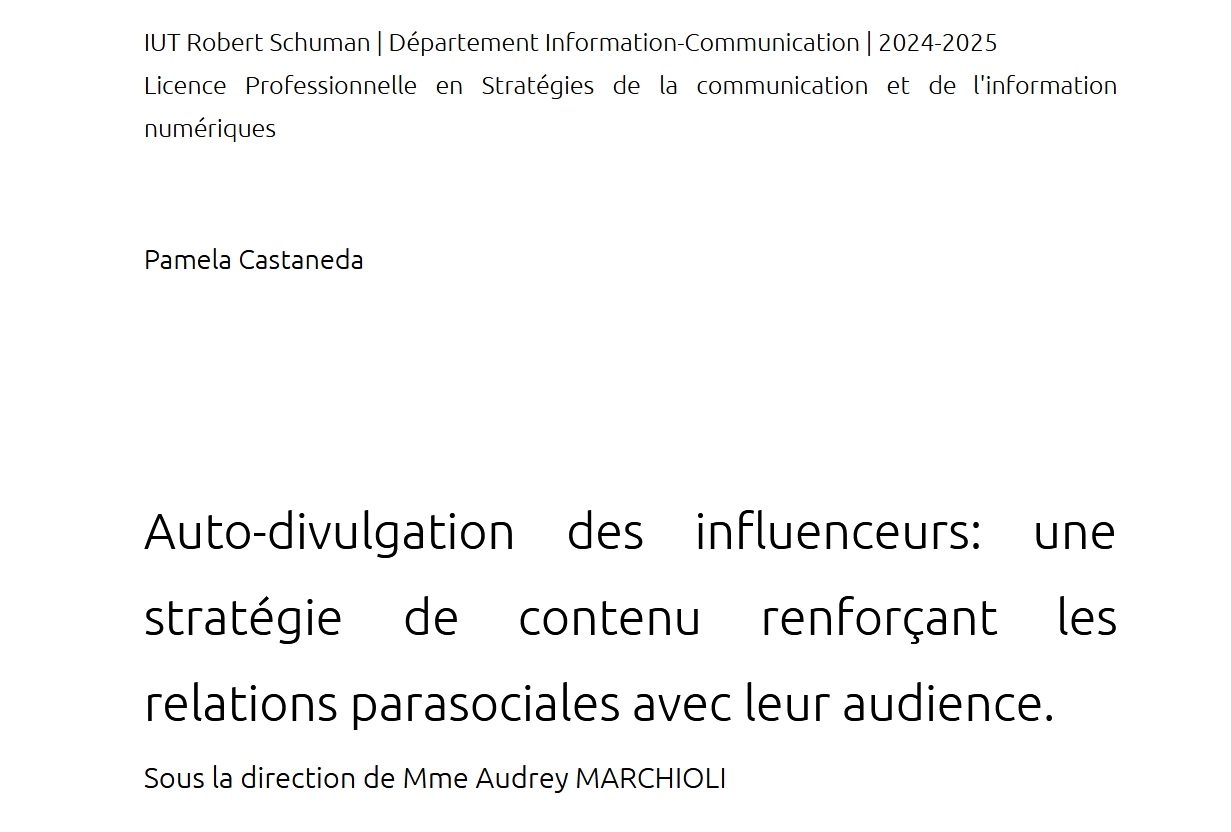 IUT Robert Schuman | Département Information-Communication | 2024-2025
Licence Professionnelle en Stratégies de la communication et de l'information
numériques
Pamela Castaneda
Auto-divulgation des influenceurs: une
stratégie de contenu renforçant les
relations parasociales avec leur audience.
Sous la direction de Mme Audrey MARCHIOLI